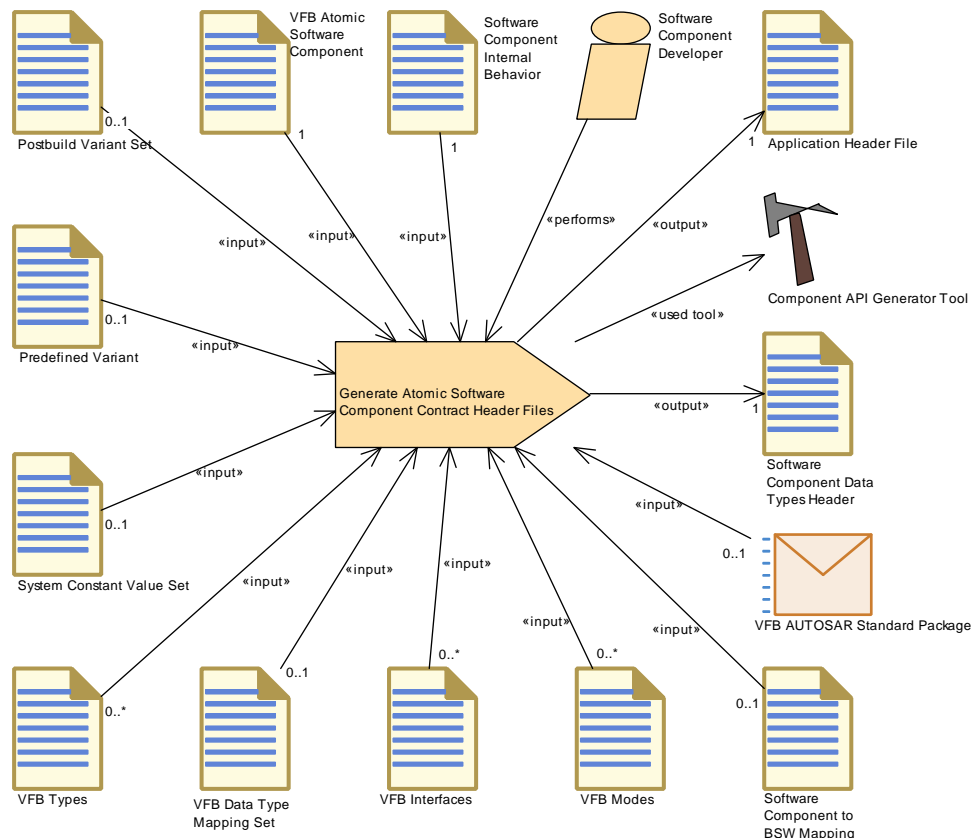 VFB Atomic
Software
Component
Software
Component
Internal
Behavior
Software
Component
Developer
0..1
Postbuild Variant Set
1
1
1
Application Header File
«input»
«input»
«input»
«performs»
«output»
Component API Generator Tool
«used tool»
0..1
Predefined Variant
«input»
Generate Atomic Software
Component Contract Header Files
«output»
1
Software
Component Data
Types Header
«input»
0..1
System Constant Value Set
«input»
0..1
VFB AUTOSAR Standard Package
«input»
«input»
«input»
«input»
«input»
0..*
VFB Types
0..1
VFB Data Type
Mapping Set
0..*
VFB Interfaces
0..*
VFB Modes
0..1
Software
Component to
BSW Mapping